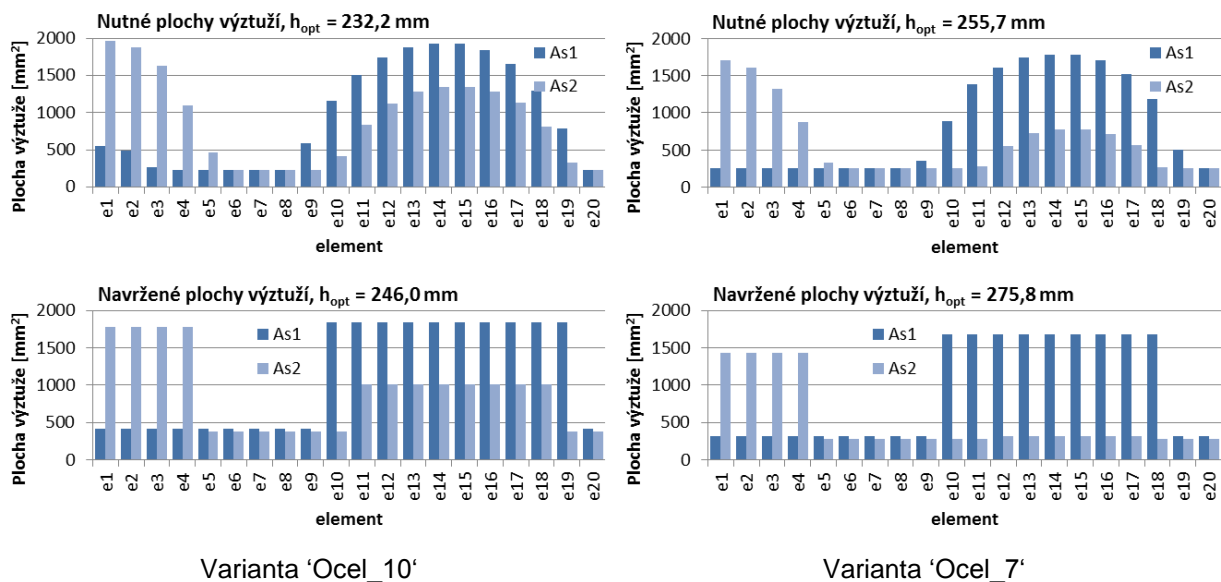 Nutné plochy výztuží, hopt = 232,2 mm
Plocha výztuže [mm2]
2000
1500
1000
500
0
As1
As2
e1 e2 e3 e4 e5 e6 e7 e8 e9 e10 e11 e12 e13 e14 e15 e16 e17 e18 e19 e20
element
Nutné plochy výztuží, hopt = 255,7 mm
Plocha výztuže [mm2]
2000
1500
1000
500
0
As1
As2
e1 e2 e3 e4 e5 e6 e7 e8 e9 e10 e11 e12 e13 e14 e15 e16 e17 e18 e19 e20
element
Navržené plochy výztuží, hopt = 246,0 mm
Plocha výztuže [mm2]
2000
1500
1000
500
0
As1
As2
e1 e2 e3 e4 e5 e6 e7 e8 e9 e10 e11 e12 e13 e14 e15 e16 e17 e18 e19 e20
element
Navržené plochy výztuží, hopt = 275,8 mm
Plocha výztuže [mm2]
2000
1500
1000
500
0
As1
As2
e1 e2 e3 e4 e5 e6 e7 e8 e9 e10 e11 e12 e13 e14 e15 e16 e17 e18 e19 e20
element
Varianta ‘Ocel_10‘
Varianta ‘Ocel_7‘